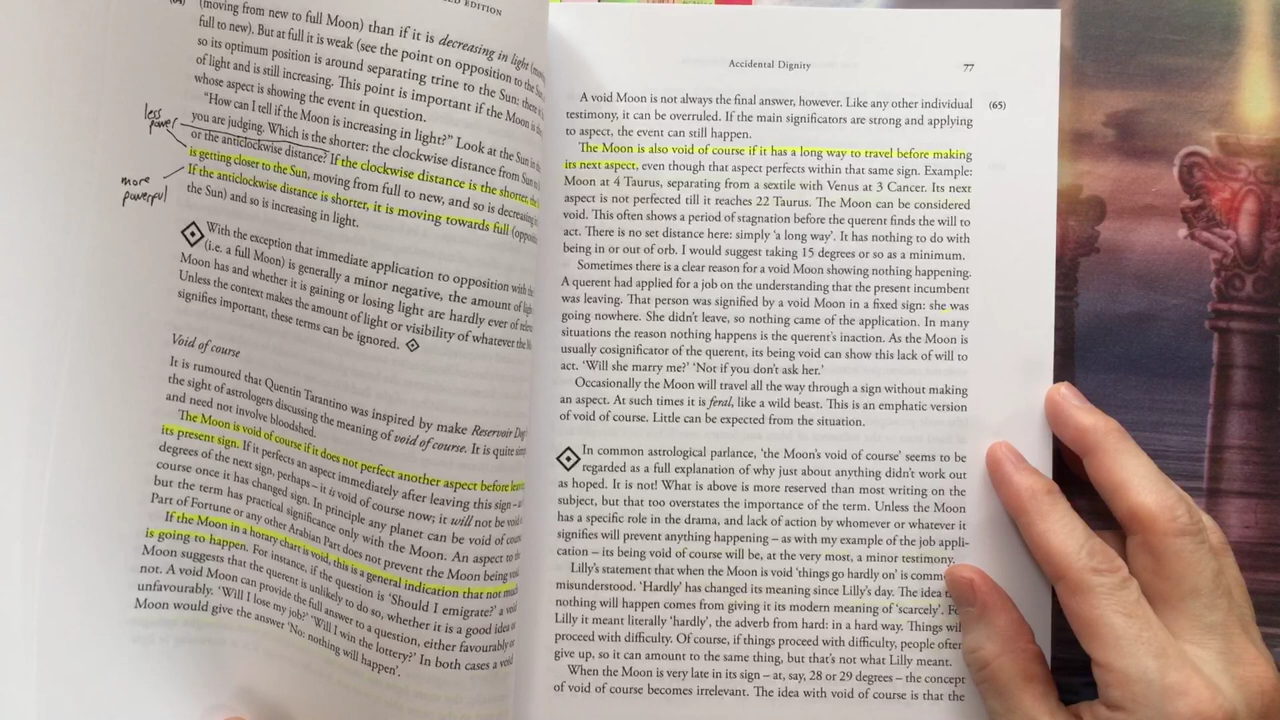 ED EDITION
(moving from new to full Moon) than if it is decreasing in light
full to new). But at full it is weak (see the point on opposition to the
so its optimum position is around separating trine to the Sun:
of light and is still increasing. This point is important if the Moon is
whose aspect is showing the event in question.
"How can I tell if the Moon is increasing in light?" Look at the Sun in
you are judging. Which is the shorter: the clockwise distance from Sun
or the anticlockwise distance? If the clockwise distance is the shorter,
is getting closer to the Sun, moving from full to new, and so is decreasing
If the anticlockwise distance is shorter, it is moving towards full
the Sun) and so is increasing in light.
less
power
more
powerful
With the exception that immediate application to opposition with
(i.e. a full Moon) is generally a minor negative, the amount of
Moon has and whether it is gaining or losing light are hardly ever of
Unless the context makes the amount of light or visibility of whatever the
signifies important, these terms can be ignored.
Void of course
It is rumoured that Quentin Tarantino was inspired by make Reservoir
the sight of astrologers discussing the meaning of void of course. It is quite
and need not involve bloodshed.
The Moon is void of course if it does not perfect another aspect before
its present sign. If it perfects an aspect immediately after leaving this sign –
degrees of the next sign, perhaps – it is void of course now; it will not be
course once it has changed sign. In principle any planet can be void of
but the term has practical significance only with the Moon. An aspect to
Part of Fortune or any other Arabian Part does not prevent the Moon being
If the Moon in a horary chart is void, this is a general indication that not much
is going to happen. For instance, if the question is 'Should I emigrate?' a
Moon suggests that the querent is unlikely to do so, whether it is a good idea or
not. A void Moon can provide the full answer to a question, either favourably or
unfavourably. 'Will I lose my job?' 'Will I win the lottery?' In both cases a void
Moon would give the answer 'No: nothing will happen'.
Accidental Dignity 77
A void Moon is not always the final answer, however. Like any other individual (65)
testimony, it can be overruled. If the main significators are strong and applying
to aspect, the event can still happen.
The Moon is also void of course if it has a long way to travel before making
its next aspect, even though that aspect perfects within that same sign. Example:
Moon at 4 Taurus, separating from a sextile with Venus at 3 Cancer. Its next
aspect is not perfected till it reaches 22 Taurus. The Moon can be considered
void. This often shows a period of stagnation before the querent finds the will to
act. There is no set distance here: simply 'a long way'. It has nothing to do with
being in or out of orb. I would suggest taking 15 degrees or so as a minimum.
Sometimes there is a clear reason for a void Moon showing nothing happening.
A querent had applied for a job on the understanding that the present incumbent
was leaving. That person was signified by a void Moon in a fixed sign: she was
going nowhere. She didn't leave, so nothing came of the application. In many
situations the reason nothing happens is the querent's inaction. As the Moon is
usually cosignificator of the querent, its being void can show this lack of will to
act. 'Will she marry me?' 'Not if you don't ask her.'
Occasionally the Moon will travel all the way through a sign without making
an aspect. At such times it is feral, like a wild beast. This is an emphatic version
of void of course. Little can be expected from the situation.
In common astrological parlance, 'the Moon's void of course' seems to be
regarded as a full explanation of why just about anything didn't work out
as hoped. It is not! What is above is more reserved than most writing on the
subject, but that too overstates the importance of the term. Unless the Moon
has a specific role in the drama, and lack of action by whomever or whatever it
signifies will prevent anything happening – as with my example of the job appli-
cation – its being void of course will be, at the very most, a minor testimony.
Lilly's statement that when the Moon is void 'things go hardly on' is
misunderstood. 'Hardly' has changed its meaning since Lilly's day. The idea
nothing will happen comes from giving it its modern meaning of 'scarcely'.
Lilly it meant literally 'hardly', the adverb from hard: in a hard way. Things
proceed with difficulty. Of course, if things proceed with difficulty, people often
give up, so it can amount to the same thing, but that's not what Lilly meant.
When the Moon is very late in its sign – at, say, 28 or 29 degrees – the concept
of void of course becomes irrelevant. The idea with void of course is that the